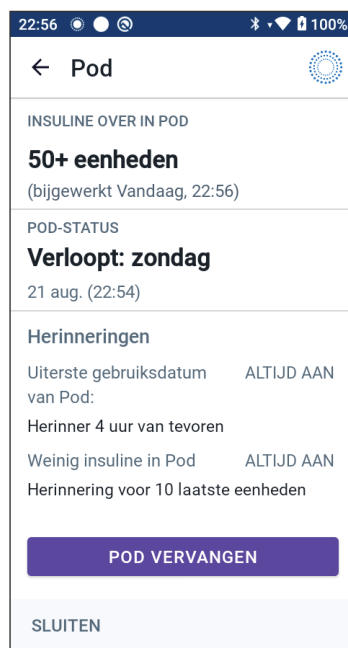 22:56 100%
Pod
INSULINE OVER IN POD
50+ eenheden
(bijgewerkt Vandaag, 22:56)
POD-STATUS
Verloopt: zondag
21 aug. (22:54)
Herinneringen
Uiterste gebruiksdatum ALTIJD AAN
van Pod:
Herinner 4 uur van tevoren
Weinig insuline in Pod ALTIJD AAN
Herinnering voor 10 laatste eenheden
POD VERVANGEN
SLUITEN